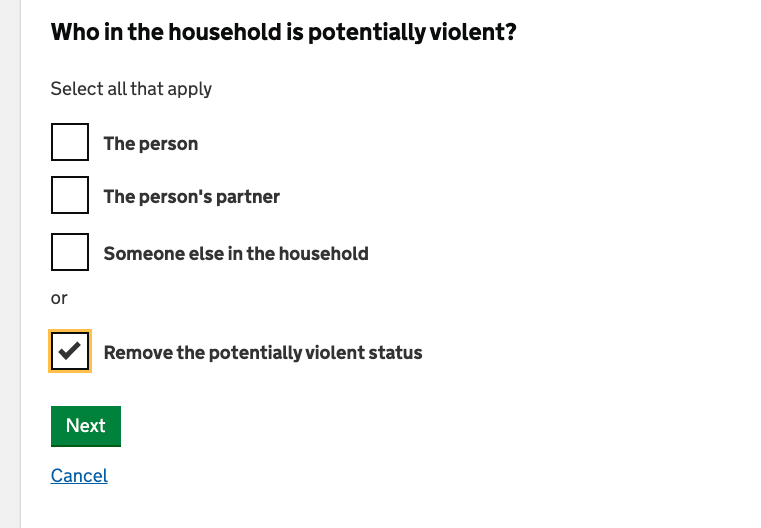 Who in the household is potentially violent?
Select all that apply
The person
The person's partner
Someone else in the household
or
Remove the potentially violent status
Next
Cancel